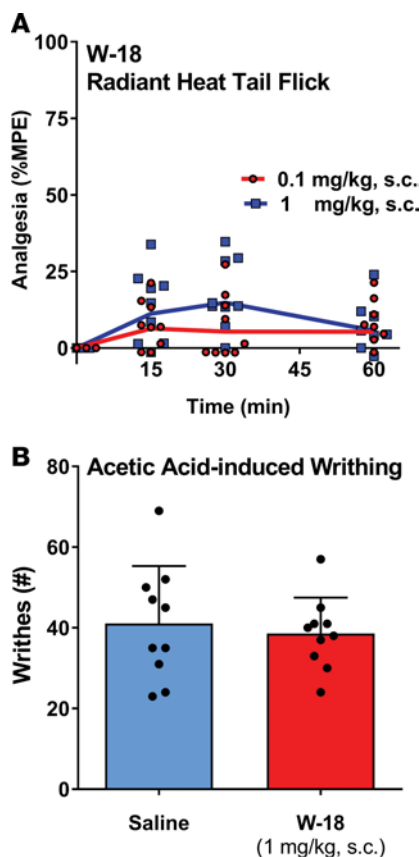 A
W-18
Radiant Heat Tail Flick
100
75
50
25
0
Analgesia (%MPE)
0.1 mg/kg, s.c.
1 mg/kg, s.c.
15 30 45 60
Time (min)
B
Acetic Acid-induced Writhing
80
60
40
20
0
Writhes (#)
Saline W-18
(1 mg/kg, s.c.)